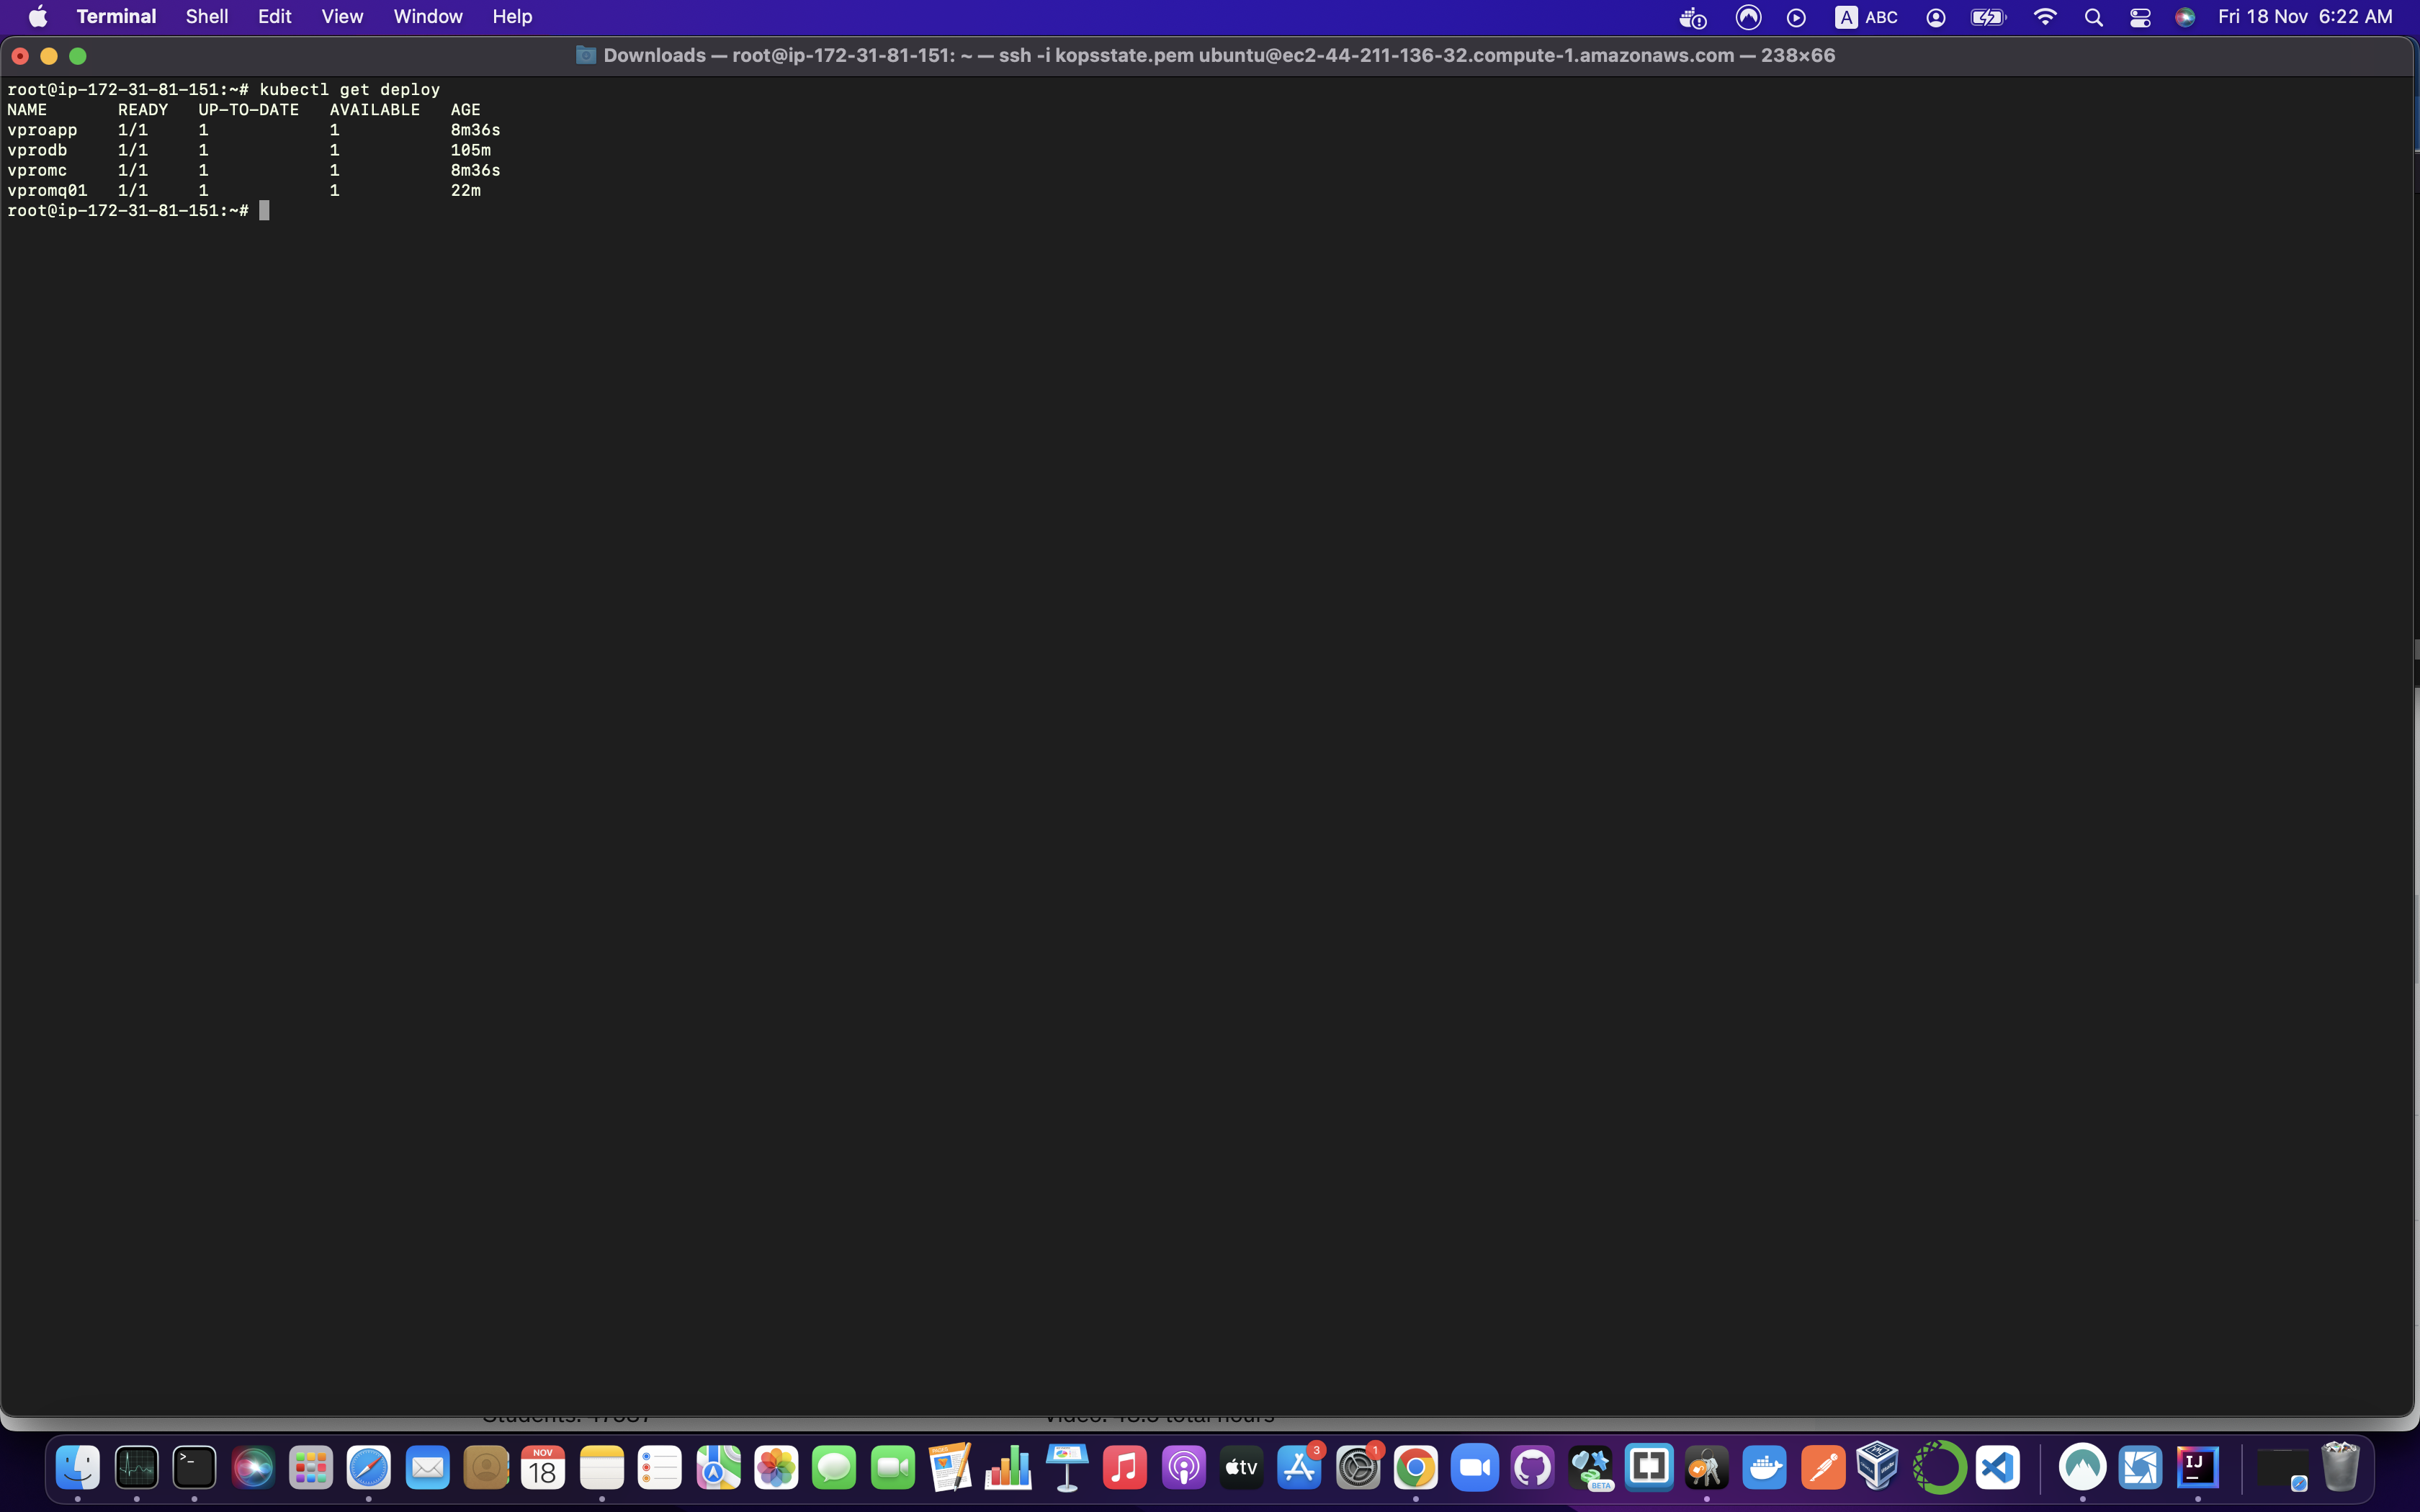 Terminal Shell Edit View Window Help A ABC Fri 18 Nov 6:22 AM
Downloads — root@ip-172-31-81-151: ~ — ssh -i kopsstate.pem ubuntu@ec2-44-211-136-32.compute-1.amazonaws.com — 238×66
root@ip-172-31-81-151:~# kubectl get deploy
NAME READY UP-TO-DATE AVAILABLE AGE
vproapp 1/1 1 1 8m36s
vprodb 1/1 1 1 105m
vpromc 1/1 1 1 8m36s
vpromq01 1/1 1 1 22m
root@ip-172-31-81-151:~#
NOV
18
tv
3
1
BETA
IJ